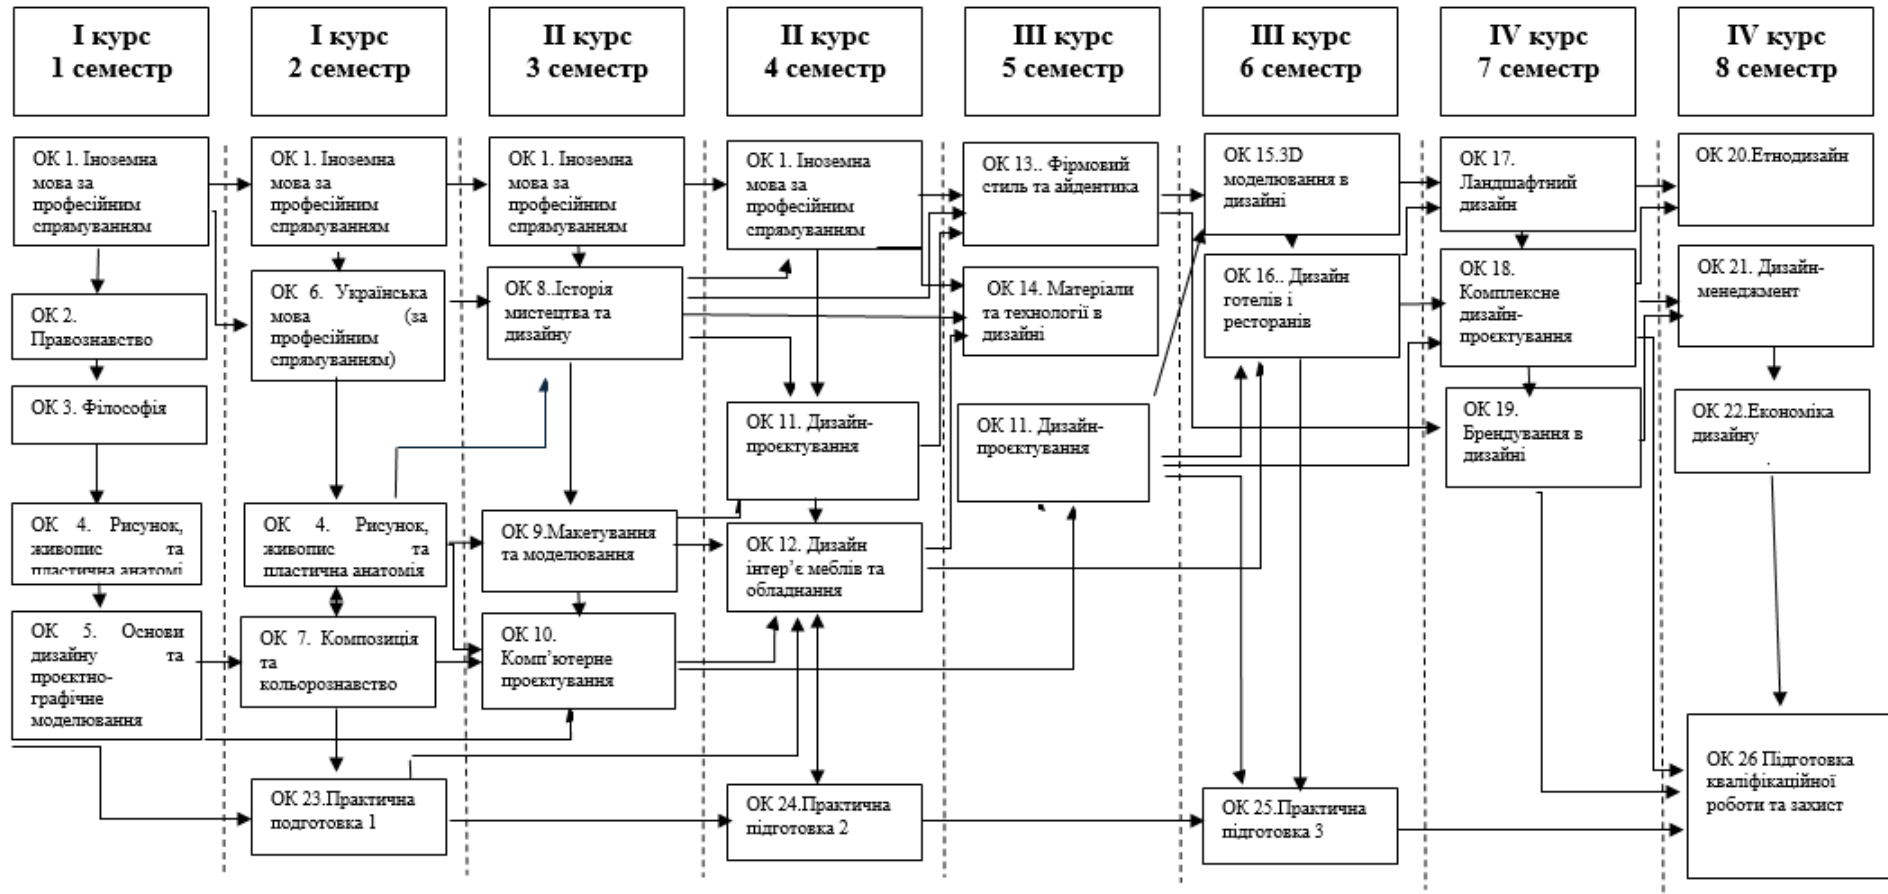 І курс
1 семестр
І курс
2 семестр
ІІ курс
3 семестр
ІІ курс
4 семестр
ІІІ курс
5 семестр
ІІІ курс
6 семестр
IV курс
7 семестр
IV курс
8 семестр
ОК 1. Іноземна
мова за
професійним
спрямуванням
ОК 2.
Правознавство
ОК 3. Філософія
ОК 4. Рисунок,
живопис та
пластична анатомі
ОК 5. Основи
дизайну та
проєктно-
графічне
моделювання
ОК 1. Іноземна
мова за
професійним
спрямуванням
ОК 6. Українська
мова (за
професійним
спрямуванням)
ОК 4. Рисунок,
живопис та
пластична анатомія
ОК 7. Композиція
та
кольорознавство
ОК 23.Практична
подготовка 1
ОК 1. Іноземна
мова за
професійним
спрямуванням
ОК 8..Історія
мистецтва та
дизайну
ОК 9.Макетування
та моделювання
ОК 10.
Комп’ютерне
проєктування
ОК 1. Іноземна
мова за
професійним
спрямуванням
ОК 11. Дизайн-
проєктування
ОК 12. Дизайн
інтер’є меблів та
обладнання
ОК 24.Практична
підготовка 2
ОК 13.. Фірмовий
стиль та айдентика
ОК 14. Матеріали
та технології в
дизайні
ОК 11. Дизайн-
проєктування
ОК 15.3D
моделювання в
дизайні
ОК 16.. Дизайн
готелів і
ресторанів
ОК 25.Практична
підготовка 3
ОК 17.
Ландшафтний
дизайн
ОК 18.
Комплексне
дизайн-
проєктування
ОК 19.
Брендування в
дизайні
ОК 20.Етнодизайн
ОК 21. Дизайн-
менеджмент
ОК 22.Економіка
дизайну
.
ОК 26 Підготовка
кваліфікаційної
роботи та захист